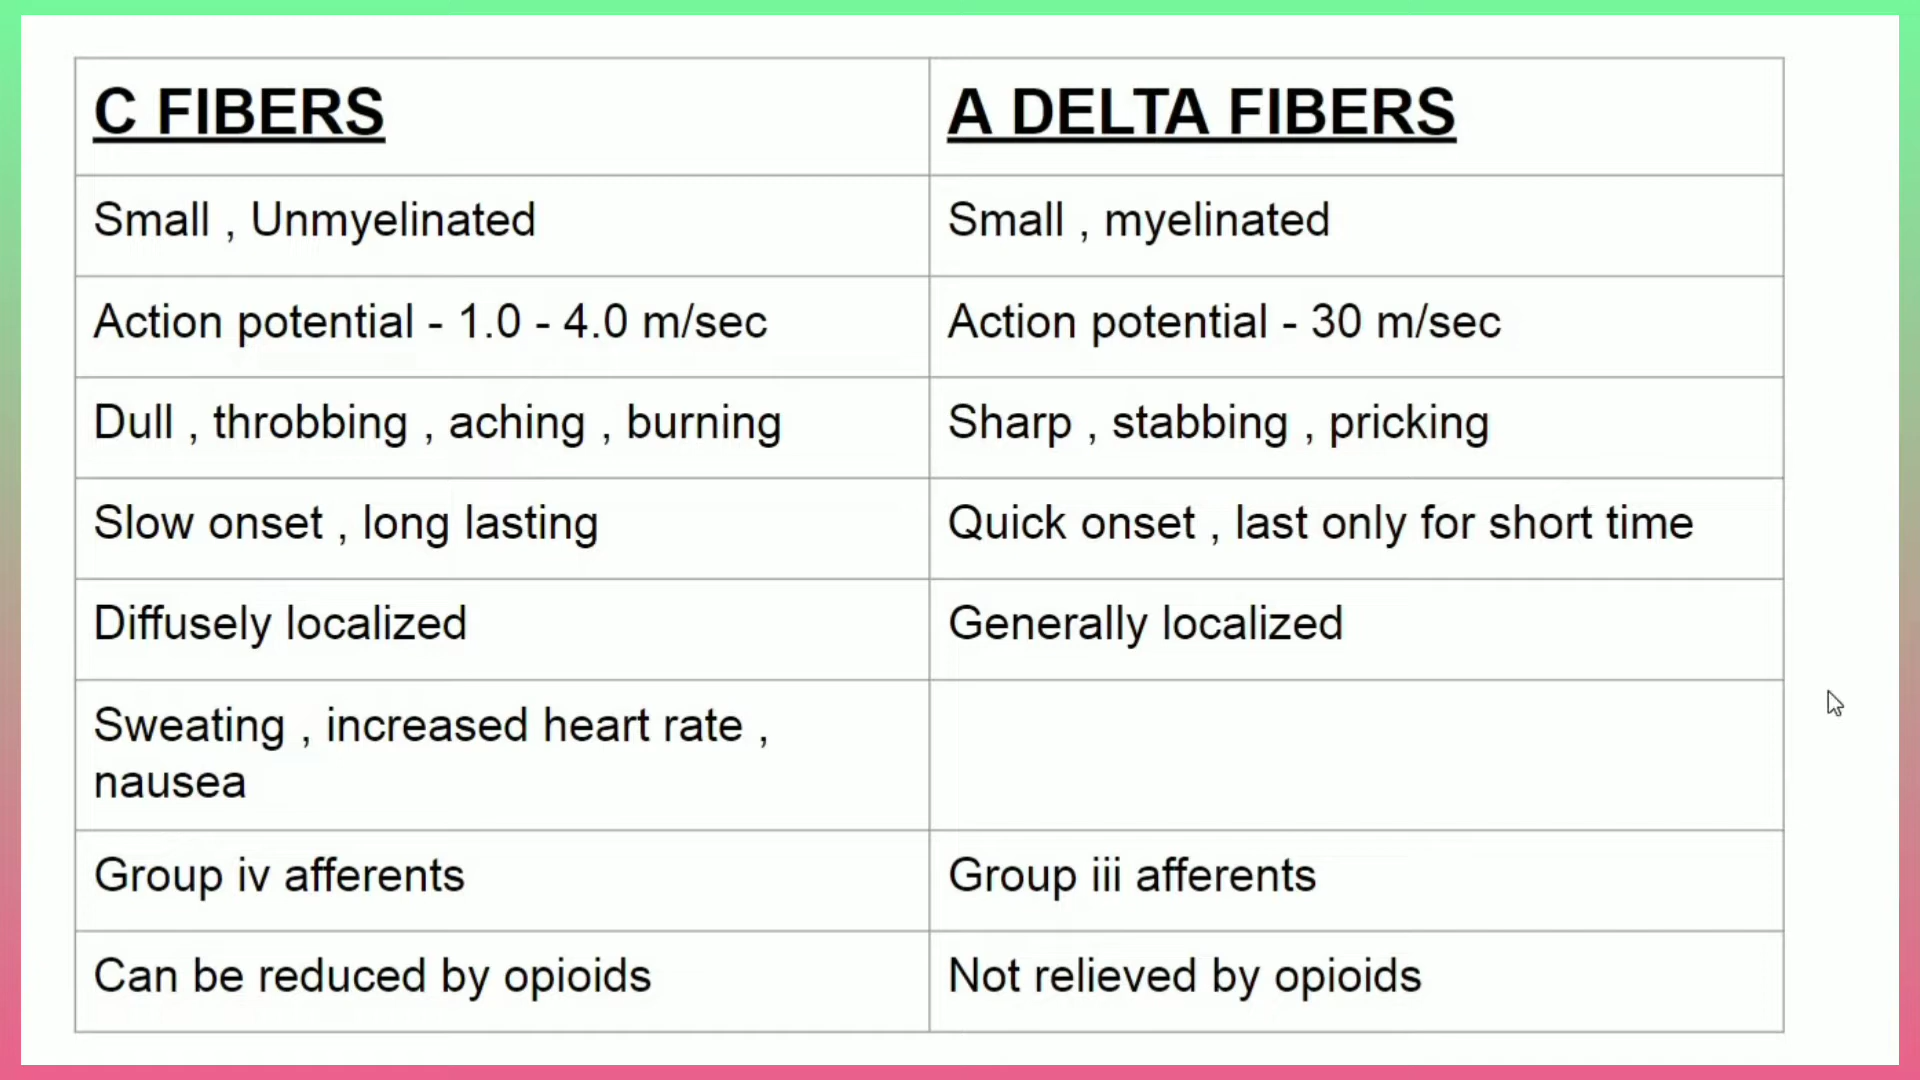 C FIBERS
A DELTA FIBERS
Small , Unmyelinated
Small , myelinated
Action potential - 1.0 - 4.0 m/sec
Action potential - 30 m/sec
Dull , throbbing , aching , burning
Sharp , stabbing , pricking
Slow onset , long lasting
Quick onset , last only for short time
Diffusely localized
Generally localized
Sweating , increased heart rate ,
nausea
Group iv afferents
Group iii afferents
Can be reduced by opioids
Not relieved by opioids